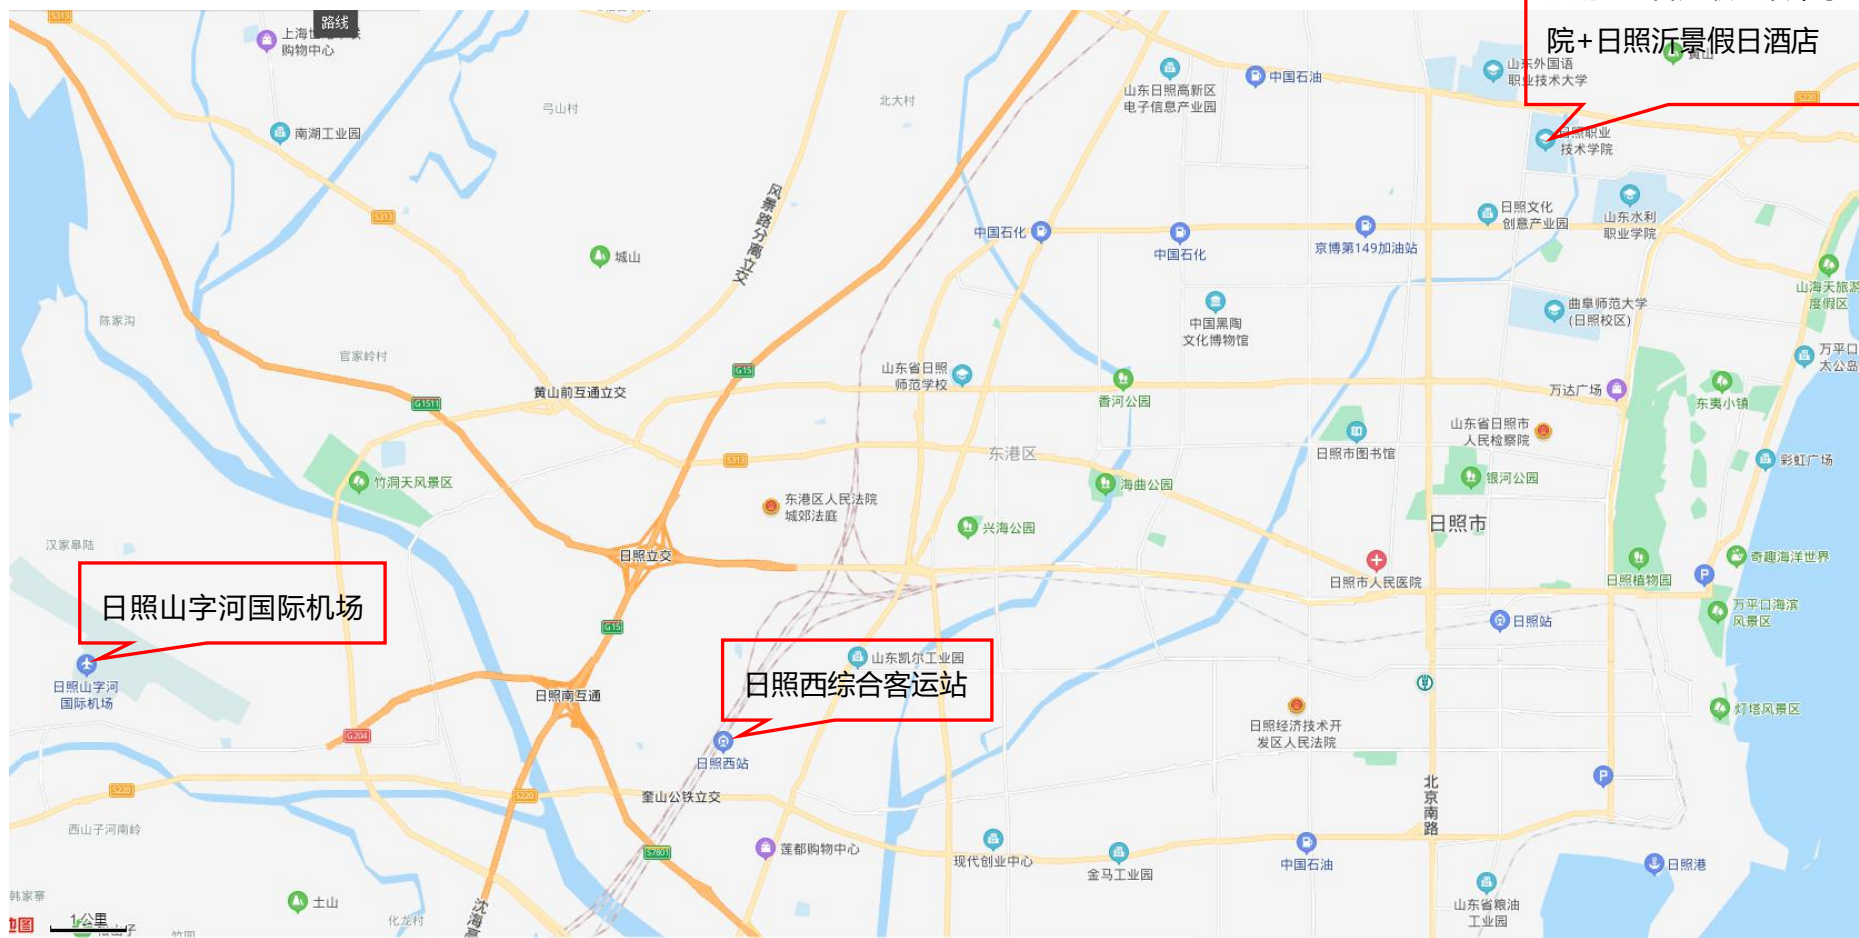 S313
路线
购物中心
院+日照沂景假日酒店
山东外国语
职业技术大学
中国石油
山东日照高新区
电子信息产业园
北大村
弓山村
南湖工业园
S220
日照职业
技术学院
风景路分离立交
S313
城山
中国石化
中国石化
京博第149加油站
日照文化
创意产业园
山东水利
职业学院
山海天旅游
度假区
中国黑陶
文化博物馆
曲阜师范大学
(日照校区)
陈家沟
官家岭村
G15
山东省日照
师范学校
万平口
太公岛
黄山前互通立交
G1511
香河公园
万达广场
东夷小镇
山东省日照市
人民检察院
日照市图书馆
东港区
S313
彩虹广场
竹洞天风景区
海曲公园
银河公园
东港区人民法院
城郊法庭
兴海公园
日照市
汉家皋陆
日照立交
日照市人民医院
日照植物园
奇趣海洋世界
P
日照山字河国际机场
万平口海滨
风景区
G15
日照站
山东凯尔工业园
日照西综合客运站
日照山字河
国际机场
日照南互通
灯塔风景区
日照经济技术开
发区人民法院
G204
日照西站
P
S220
S220
奎山公铁立交
北京南路
西山子河南岭
S7801
莲都购物中心
现代创业中心
金马工业园
中国石油
日照港
韩家寨
土山
化龙村
1公里
山东省粮油
工业园